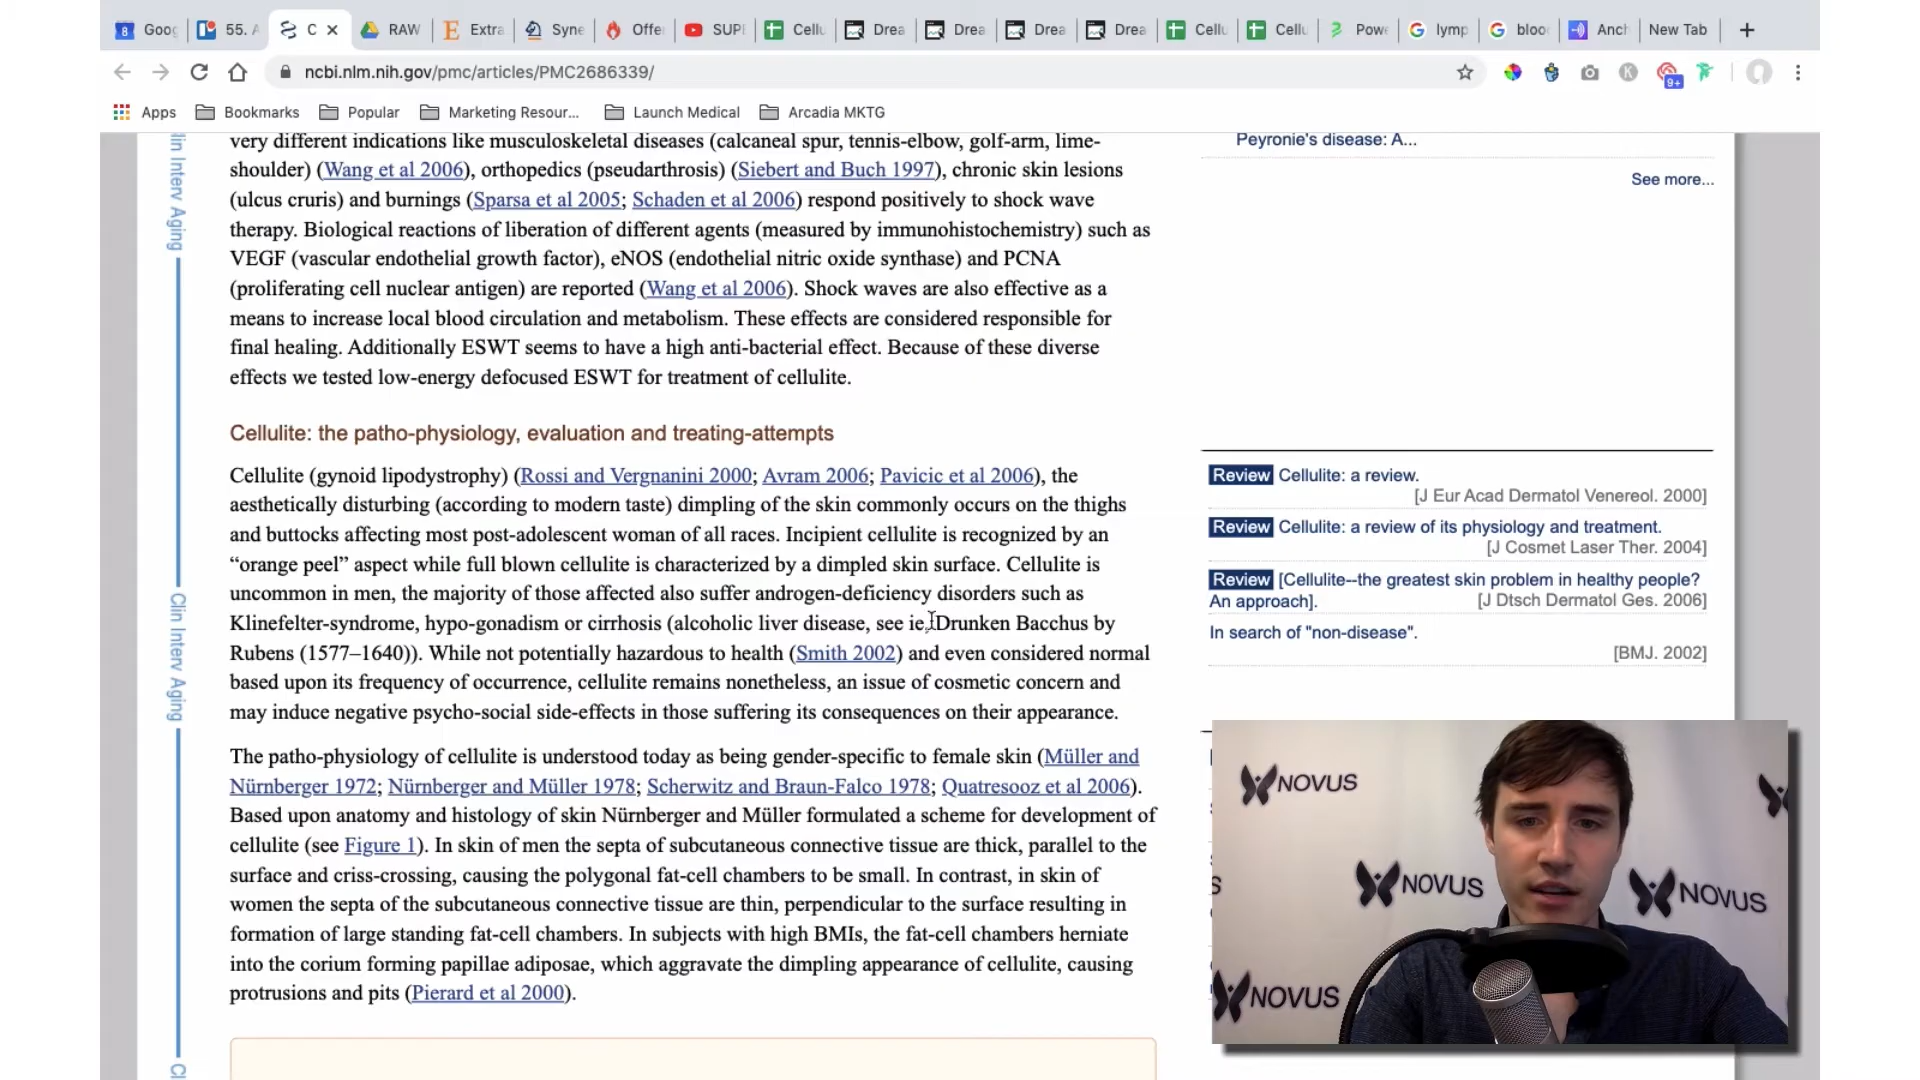 Goog
55. A
C
RAW
Extra
Syne
Offe
SUP
Cellu
Drea
Drea
Drea
Drea
Cellu
Cellu
Powe
lymp
bloo
Anch
New Tab
ncbi.nlm.nih.gov/pmc/articles/PMC2686339/
9+
Apps
Bookmarks
Popular
Marketing Resour...
Launch Medical
Arcadia MKTG
very different indications like musculoskeletal diseases (calcaneal spur, tennis-elbow, golf-arm, lime-
shoulder) (Wang et al 2006), orthopedics (pseudarthrosis) (Siebert and Buch 1997), chronic skin lesions
(ulcus cruris) and burnings (Sparsa et al 2005; Schaden et al 2006) respond positively to shock wave
therapy. Biological reactions of liberation of different agents (measured by immunohistochemistry) such as
VEGF (vascular endothelial growth factor), eNOS (endothelial nitric oxide synthase) and PCNA
(proliferating cell nuclear antigen) are reported (Wang et al 2006). Shock waves are also effective as a
means to increase local blood circulation and metabolism. These effects are considered responsible for
final healing. Additionally ESWT seems to have a high anti-bacterial effect. Because of these diverse
effects we tested low-energy defocused ESWT for treatment of cellulite.
Cellulite: the patho-physiology, evaluation and treating-attempts
Cellulite (gynoid lipodystrophy) (Rossi and Vergnanini 2000; Avram 2006; Pavicic et al 2006), the
aesthetically disturbing (according to modern taste) dimpling of the skin commonly occurs on the thighs
and buttocks affecting most post-adolescent woman of all races. Incipient cellulite is recognized by an
“orange peel” aspect while full blown cellulite is characterized by a dimpled skin surface. Cellulite is
uncommon in men, the majority of those affected also suffer androgen-deficiency disorders such as
Klinefelter-syndrome, hypo-gonadism or cirrhosis (alcoholic liver disease, see ie, Drunken Bacchus by
Rubens (1577–1640)). While not potentially hazardous to health (Smith 2002) and even considered normal
based upon its frequency of occurrence, cellulite remains nonetheless, an issue of cosmetic concern and
may induce negative psycho-social side-effects in those suffering its consequences on their appearance.
The patho-physiology of cellulite is understood today as being gender-specific to female skin (Müller and
Nürnberger 1972; Nürnberger and Müller 1978; Scherwitz and Braun-Falco 1978; Quatresooz et al 2006).
Based upon anatomy and histology of skin Nürnberger and Müller formulated a scheme for development of
cellulite (see Figure 1). In skin of men the septa of subcutaneous connective tissue are thick, parallel to the
surface and criss-crossing, causing the polygonal fat-cell chambers to be small. In contrast, in skin of
women the septa of the subcutaneous connective tissue are thin, perpendicular to the surface resulting in
formation of large standing fat-cell chambers. In subjects with high BMIs, the fat-cell chambers herniate
into the corium forming papillae adiposae, which aggravate the dimpling appearance of cellulite, causing
protrusions and pits (Pierard et al 2000).
lin Interv Aging
Clin Interv Aging
Cl
Peyronie's disease: A...
See more...
Review Cellulite: a review.
[J Eur Acad Dermatol Venereol. 2000]
Review Cellulite: a review of its physiology and treatment.
[J Cosmet Laser Ther. 2004]
Review [Cellulite--the greatest skin problem in healthy people?
An approach].
[J Dtsch Dermatol Ges. 2006]
In search of "non-disease".
[BMJ. 2002]
NOVUS
NOVUS
NOVUS
NOVUS